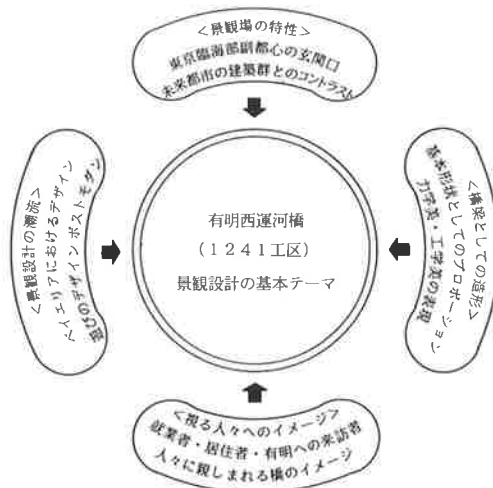 ＜景観場の特性＞
東京臨海部副都心の玄関口
未来都市の建築群とのコントラスト
＜景観設計の潮流＞
ベイエリアにおけるデザイン
遊びのデザイン ポストモダン
有明西運河橋
（１２４１工区）
景観設計の基本テーマ
＜構築としての造形＞
基本形状としてのプロポーション
力学美・工学美の表現
＜視る人々へのイメージ＞
就業者・居住者・有明への来訪者
人々に親しまれる橋のイメージ